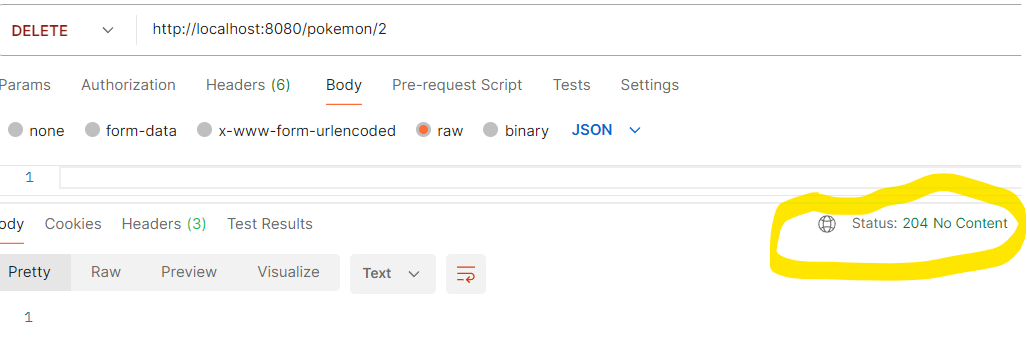 DELETE http://localhost:8080/pokemon/2
Params Authorization Headers (6) Body Pre-request Script Tests Settings
none form-data x-www-form-urlencoded raw binary JSON
1
ody Cookies Headers (3) Test Results Status: 204 No Content
Pretty Raw Preview Visualize Text
1